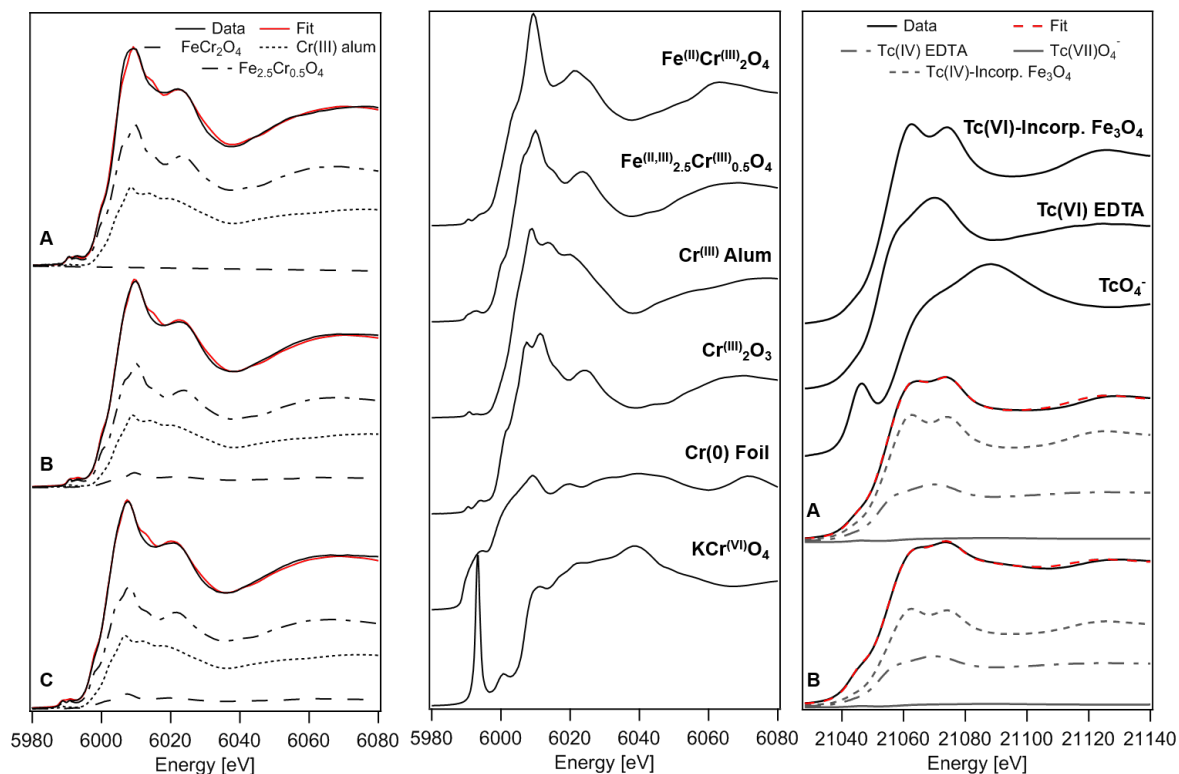 Data Fit
FeCr₂O₄ Cr(III) alum
Fe₂.₅Cr₀.₅O₄
A
B
C
5980 6000 6020 6040 6060 6080
Energy [eV]
Fe⁽ᴵᴵ⁾Cr⁽ᴵᴵᴵ⁾₂O₄
Fe⁽ᴵᴵ,ᴵᴵᴵ⁾₂.₅Cr⁽ᴵᴵᴵ⁾₀.₅O₄
Cr⁽ᴵᴵᴵ⁾ Alum
Cr⁽ᴵᴵᴵ⁾₂O₃
Cr(0) Foil
KCr⁽ⱽᴵ⁾O₄
5980 6000 6020 6040 6060 6080
Energy [eV]
Data Fit
Tc(IV) EDTA Tc(VII)O₄⁻
Tc(IV)-Incorp. Fe₃O₄
Tc(VI)-Incorp. Fe₃O₄
Tc(VI) EDTA
TcO₄⁻
A
B
21040 21060 21080 21100 21120 21140
Energy [eV]